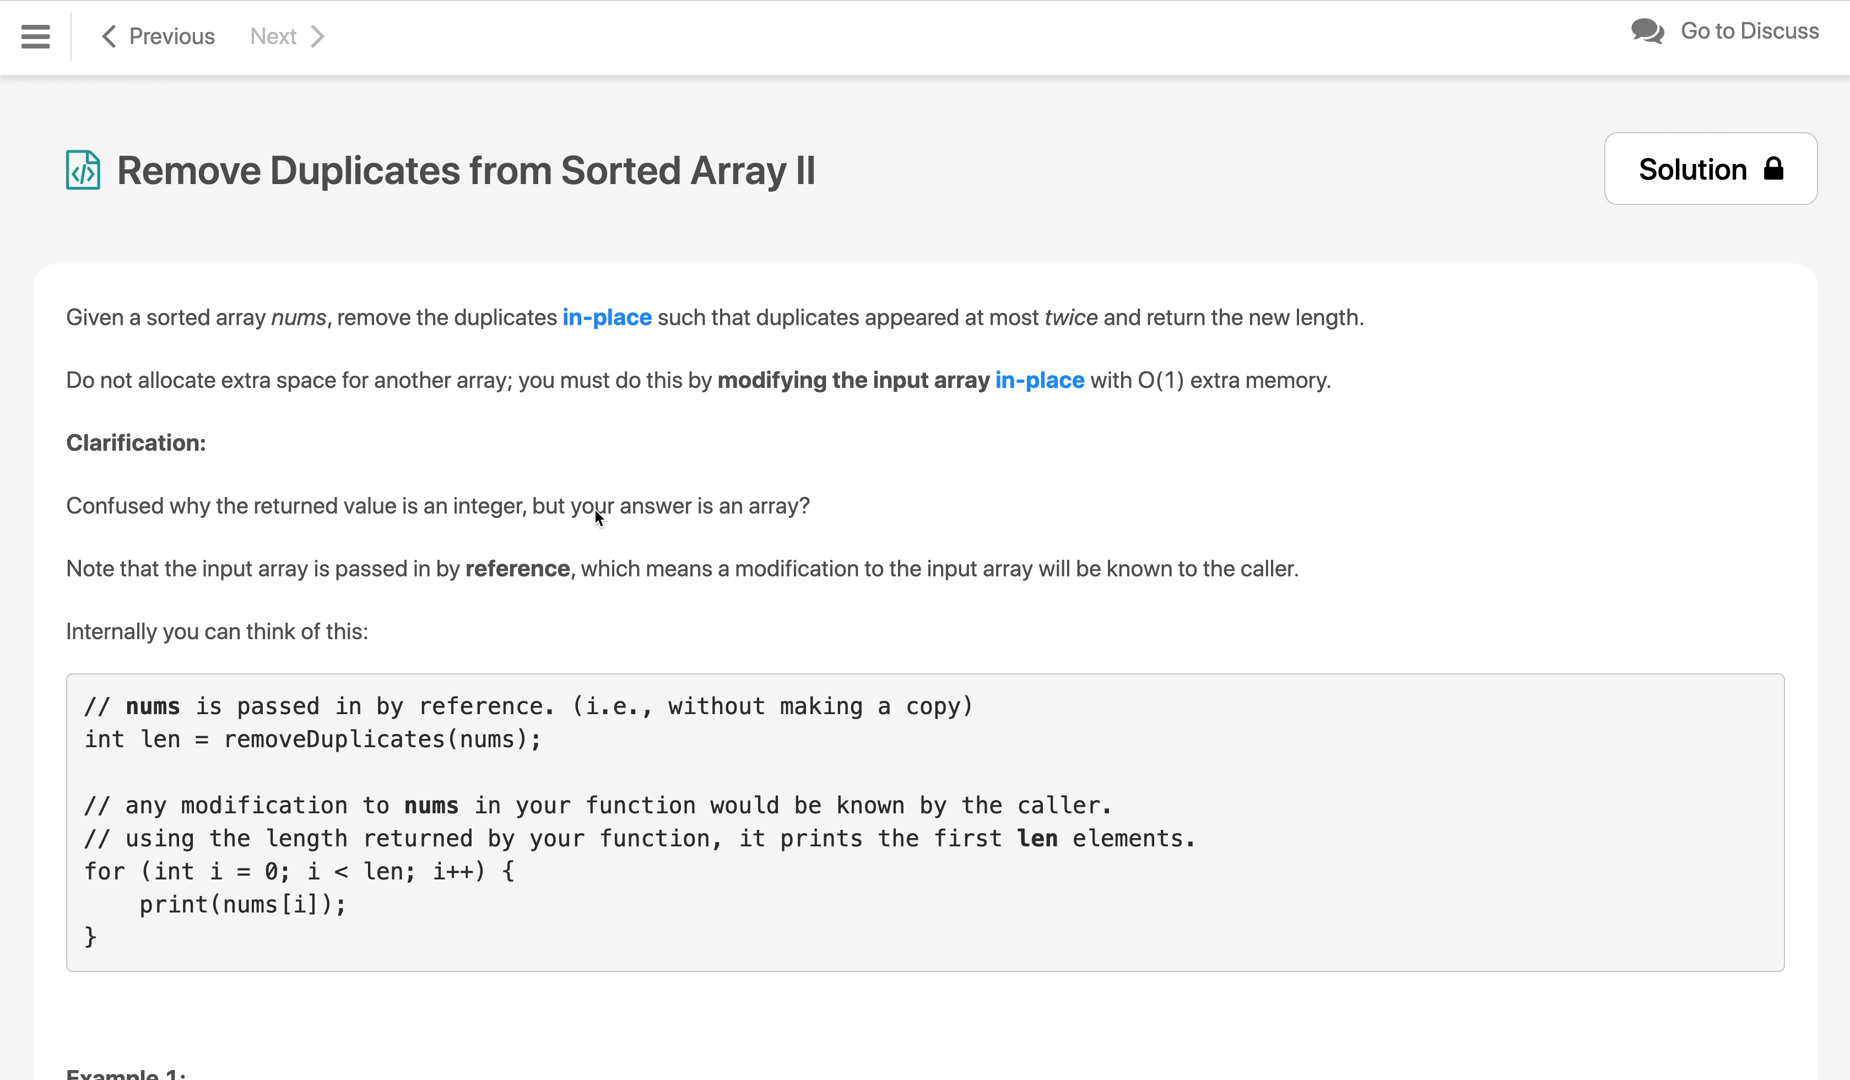 Previous Next Go to Discuss
Remove Duplicates from Sorted Array II
Solution
Given a sorted array nums, remove the duplicates in-place such that duplicates appeared at most twice and return the new length.
Do not allocate extra space for another array; you must do this by modifying the input array in-place with O(1) extra memory.
Clarification:
Confused why the returned value is an integer, but your answer is an array?
Note that the input array is passed in by reference, which means a modification to the input array will be known to the caller.
Internally you can think of this:
// nums is passed in by reference. (i.e., without making a copy)
int len = removeDuplicates(nums);
// any modification to nums in your function would be known by the caller.
// using the length returned by your function, it prints the first len elements.
for (int i = 0; i < len; i++) {
    print(nums[i]);
}
Example 1: